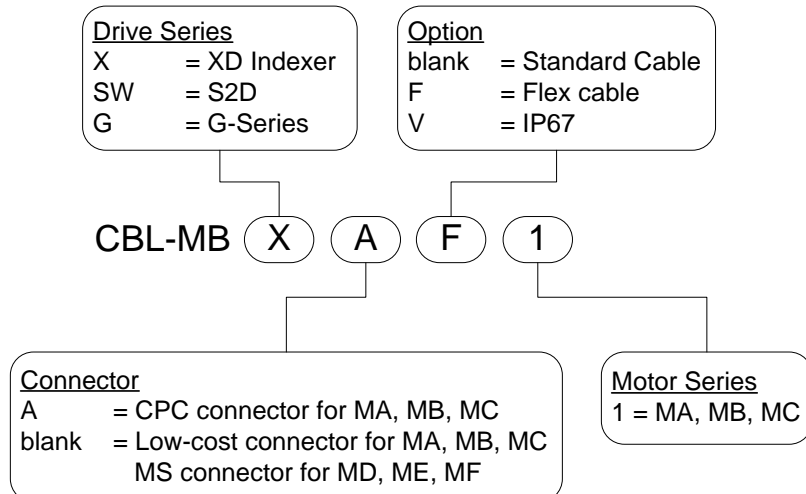 Drive Series
X = XD Indexer
SW = S2D
G = G-Series
Option
blank = Standard Cable
F = Flex cable
V = IP67
CBL-MB X A F 1
Connector
A = CPC connector for MA, MB, MC
blank = Low-cost connector for MA, MB, MC
MS connector for MD, ME, MF
Motor Series
1 = MA, MB, MC